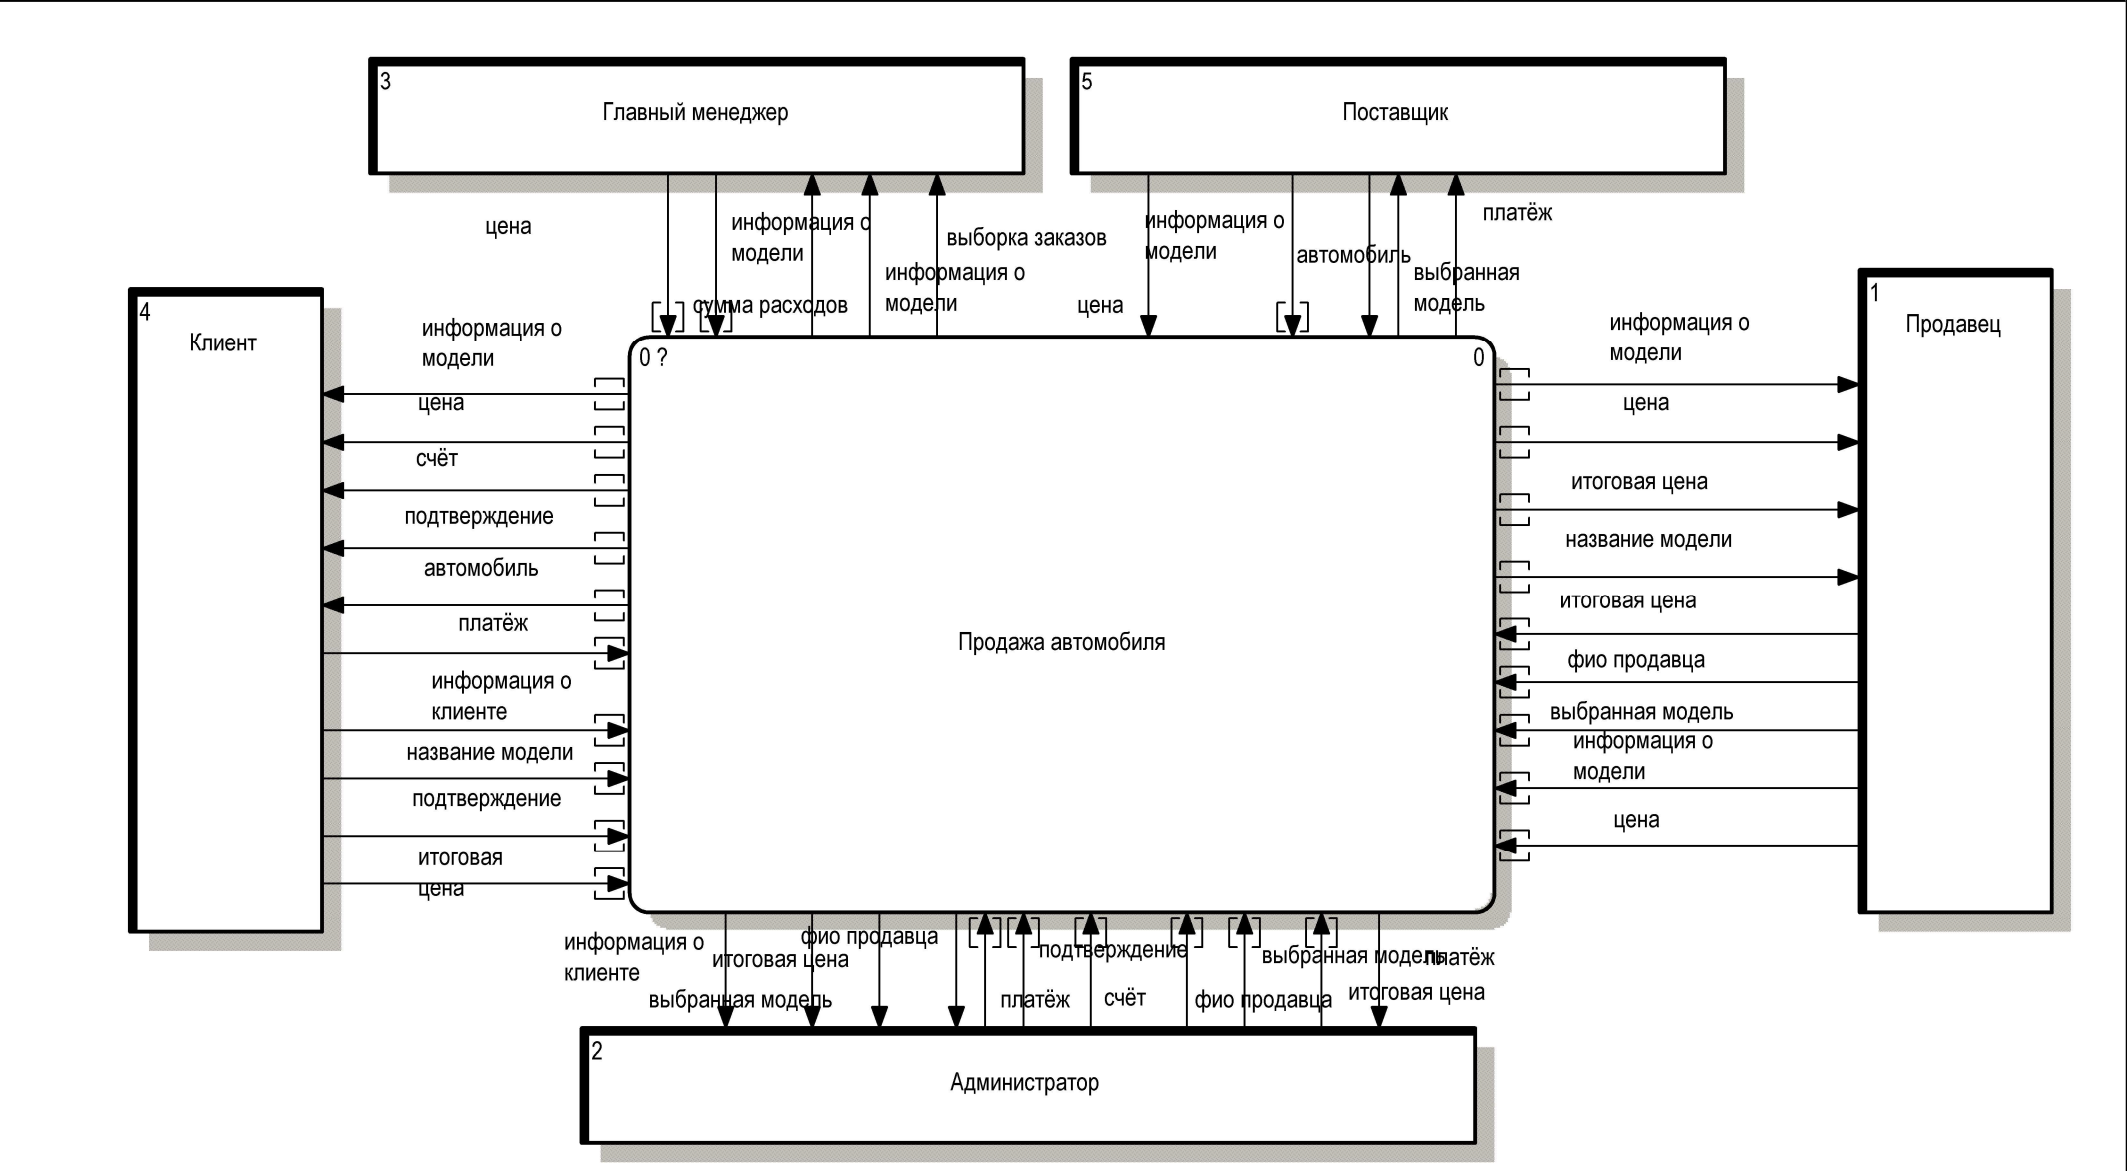 3
Главный менеджер
5
Поставщик
цена
информация о
модели
сумма расходов
выборка заказов
информация о
модели
информация о
модели
цена
автомобиль
платёж
выбранная
модель
4
Клиент
информация о
модели
цена
счёт
подтверждение
автомобиль
платёж
информация о
клиенте
название модели
подтверждение
итоговая
цена
0 ?
0
Продажа автомобиля
1
Продавец
информация о
модели
цена
итоговая цена
название модели
итоговая цена
фио продавца
выбранная модель
информация о
модели
цена
информация о
клиенте
фио продавца
итоговая цена
выбранная модель
подтверждение
платёж
счёт
фио продавца
выбранная модель
платёж
итоговая цена
2
Администратор